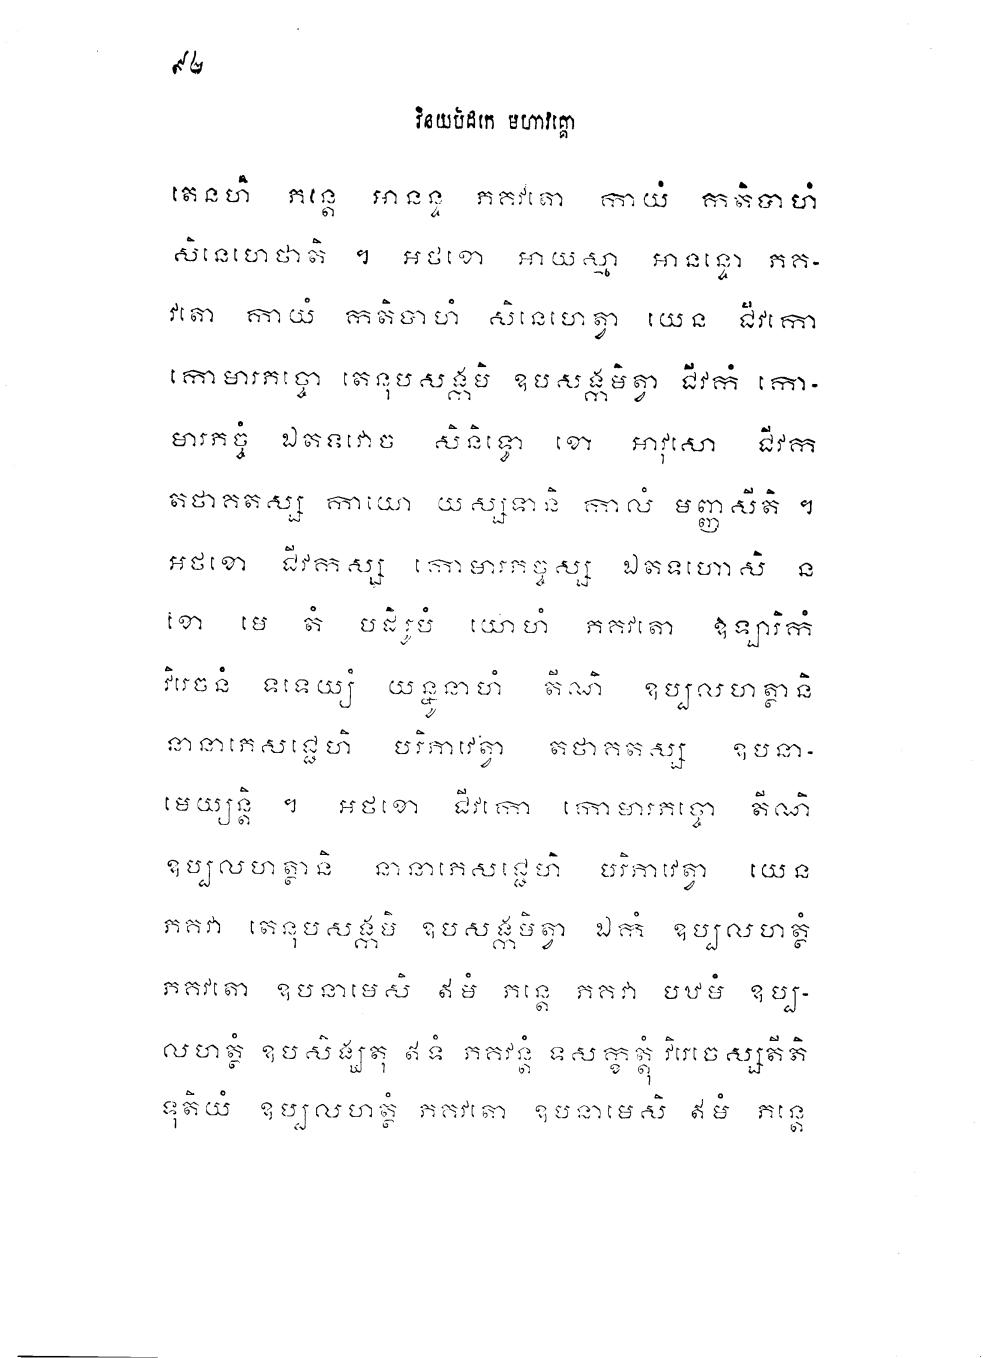 ៩៤
វិនយបិដកេ មហាវគ្គោ
តេនហិ ភន្តេ អានន្ទ ភគវតោ កាយំ កតិបាហំ
សិនេហេថាតិ ។ អថខោ អាយស្មា អានន្ទោ ភគ-
វតោ កាយំ កតិបាហំ សិនេហេត្វា យេន ជីវកោ
កោមារភច្ចោ តេនុបសង្កមិ ឧបសង្កមិត្វា ជីវកំ កោ-
មារភច្ចំ ឯតទវោច សិនិទ្ធោ ខោ អាវុសោ ជីវក
តថាគតស្ស កាយោ យស្សទានិ កាលំ មញ្ញសីតិ ។
អថខោ ជីវកស្ស កោមារភច្ចស្ស ឯតទហោសិ ន
ខោ មេ តំ បដិរូបំ យោហំ ភគវតោ ឱឡារិកំ
វិរេចនំ ទទេយ្យំ យន្នូនាហំ តីណិ ឧប្បលហត្ថានិ
នានាភេសជ្ជេហិ បរិភាវេត្វា តថាគតស្ស ឧបនា-
មេយ្យន្តិ ។ អថខោ ជីវកោ កោមារភច្ចោ តីណិ
ឧប្បលហត្ថានិ នានាភេសជ្ជេហិ បរិភាវេត្វា យេន
ភគវា តេនុបសង្កមិ ឧបសង្កមិត្វា ឯកំ ឧប្បលហត្ថំ
ភគវតោ ឧបនាមេសិ ឥមំ ភន្តេ ភគវា បឋមំ ឧប្ប-
លហត្ថំ ឧបសិង្ឃតុ ឥទំ ភគវន្តំ ទសក្ខត្តុំ វិរេចេស្សតីតិ
ទុតិយំ ឧប្បលហត្ថំ ភគវតោ ឧបនាមេសិ ឥមំ ភន្តេ